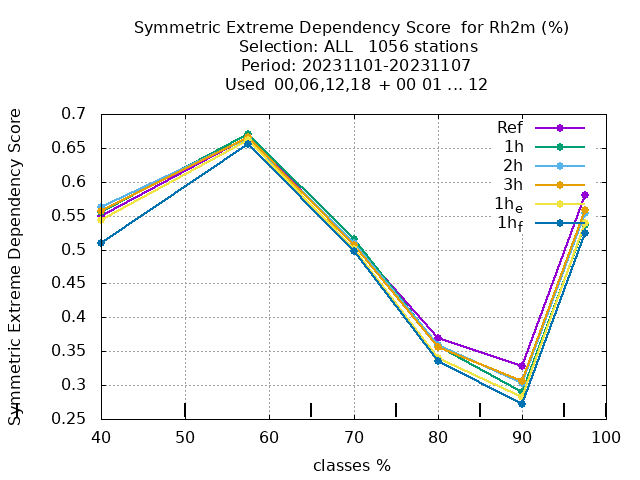 Symmetric Extreme Dependency Score for Rh2m (%)
Selection: ALL 1056 stations
Period: 20231101-20231107
Used 00,06,12,18 + 00 01 ... 12
Symmetric Extreme Dependency Score
0.7
0.65
0.6
0.55
0.5
0.45
0.4
0.35
0.3
0.25
Ref
1h
2h
3h
1he
1hf
40 50 60 70 80 90 100
classes %